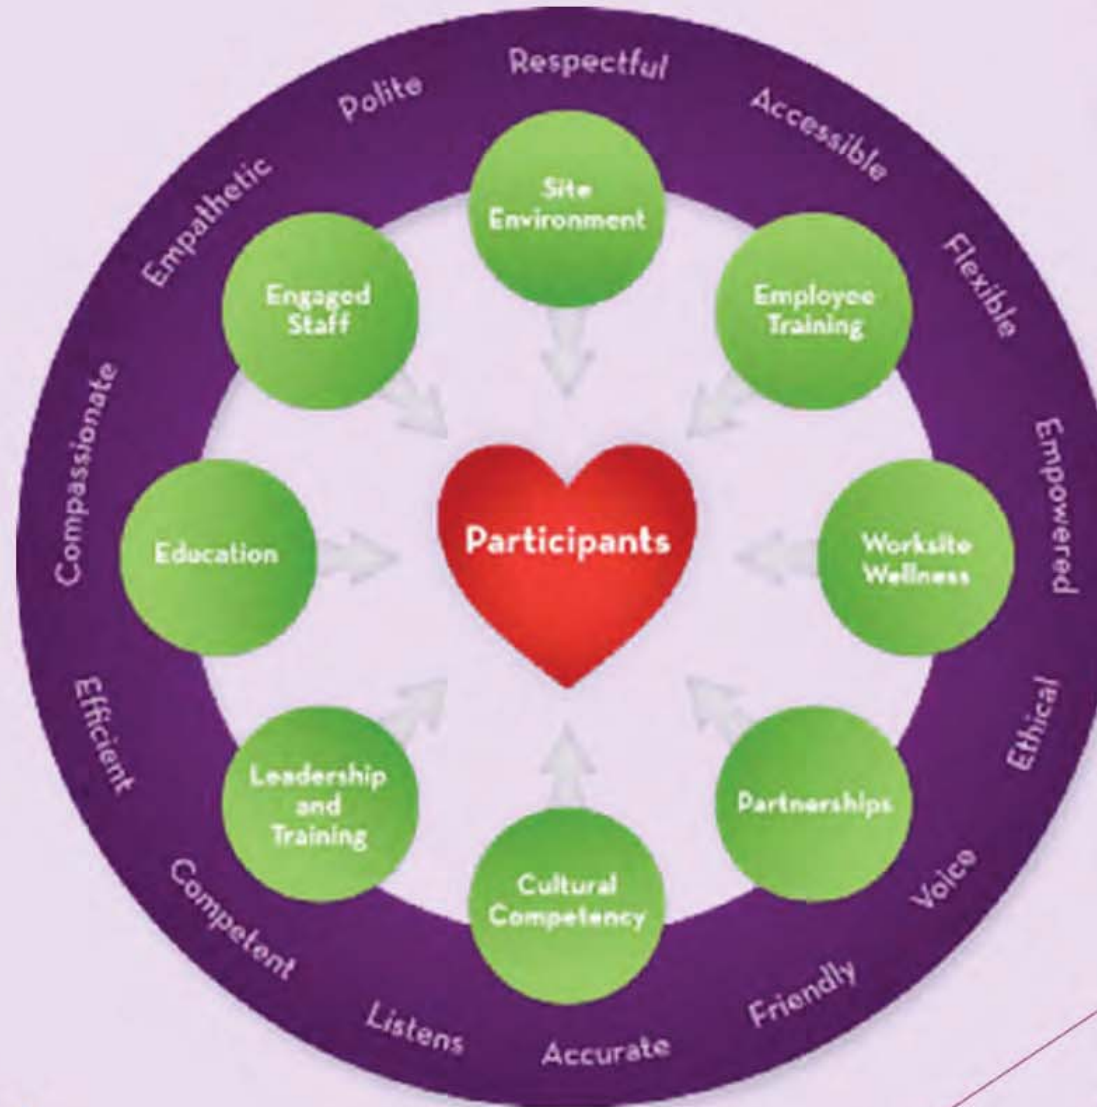 Respectful
Accessible
Flexible
Empowered
Ethical
Voice
Friendly
Accurate
Listens
Competent
Efficient
Compassionate
Empathetic
Polite
Site
Environment
Employee
Training
Worksite
Wellness
Partnerships
Cultural
Competency
Leadership
and
Training
Education
Engaged
Staff
Participants